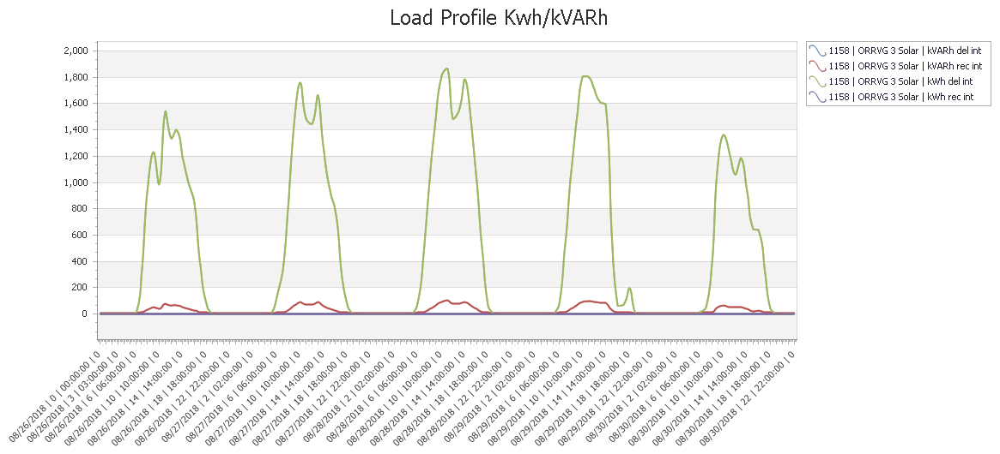 Load Profile Kwh/kVARh
1158 | ORRVG 3 Solar | kVARh del int
1158 | ORRVG 3 Solar | kVARh rec int
1158 | ORRVG 3 Solar | kWh del int
1158 | ORRVG 3 Solar | kWh rec int
2,000
1,800
1,600
1,400
1,200
1,000
800
600
400
200
0
08/26/2018 | 0 | 00:00:00 | 0
08/26/2018 | 3 | 03:00:00 | 0
08/26/2018 | 6 | 06:00:00 | 0
08/26/2018 | 10 | 10:00:00 | 0
08/26/2018 | 14 | 14:00:00 | 0
08/26/2018 | 18 | 18:00:00 | 0
08/26/2018 | 22 | 22:00:00 | 0
08/27/2018 | 2 | 02:00:00 | 0
08/27/2018 | 6 | 06:00:00 | 0
08/27/2018 | 10 | 10:00:00 | 0
08/27/2018 | 14 | 14:00:00 | 0
08/27/2018 | 18 | 18:00:00 | 0
08/27/2018 | 22 | 22:00:00 | 0
08/28/2018 | 2 | 02:00:00 | 0
08/28/2018 | 6 | 06:00:00 | 0
08/28/2018 | 10 | 10:00:00 | 0
08/28/2018 | 14 | 14:00:00 | 0
08/28/2018 | 18 | 18:00:00 | 0
08/28/2018 | 22 | 22:00:00 | 0
08/29/2018 | 2 | 02:00:00 | 0
08/29/2018 | 6 | 06:00:00 | 0
08/29/2018 | 10 | 10:00:00 | 0
08/29/2018 | 14 | 14:00:00 | 0
08/29/2018 | 18 | 18:00:00 | 0
08/29/2018 | 22 | 22:00:00 | 0
08/30/2018 | 2 | 02:00:00 | 0
08/30/2018 | 6 | 06:00:00 | 0
08/30/2018 | 10 | 10:00:00 | 0
08/30/2018 | 14 | 14:00:00 | 0
08/30/2018 | 18 | 18:00:00 | 0
08/30/2018 | 22 | 22:00:00 | 0